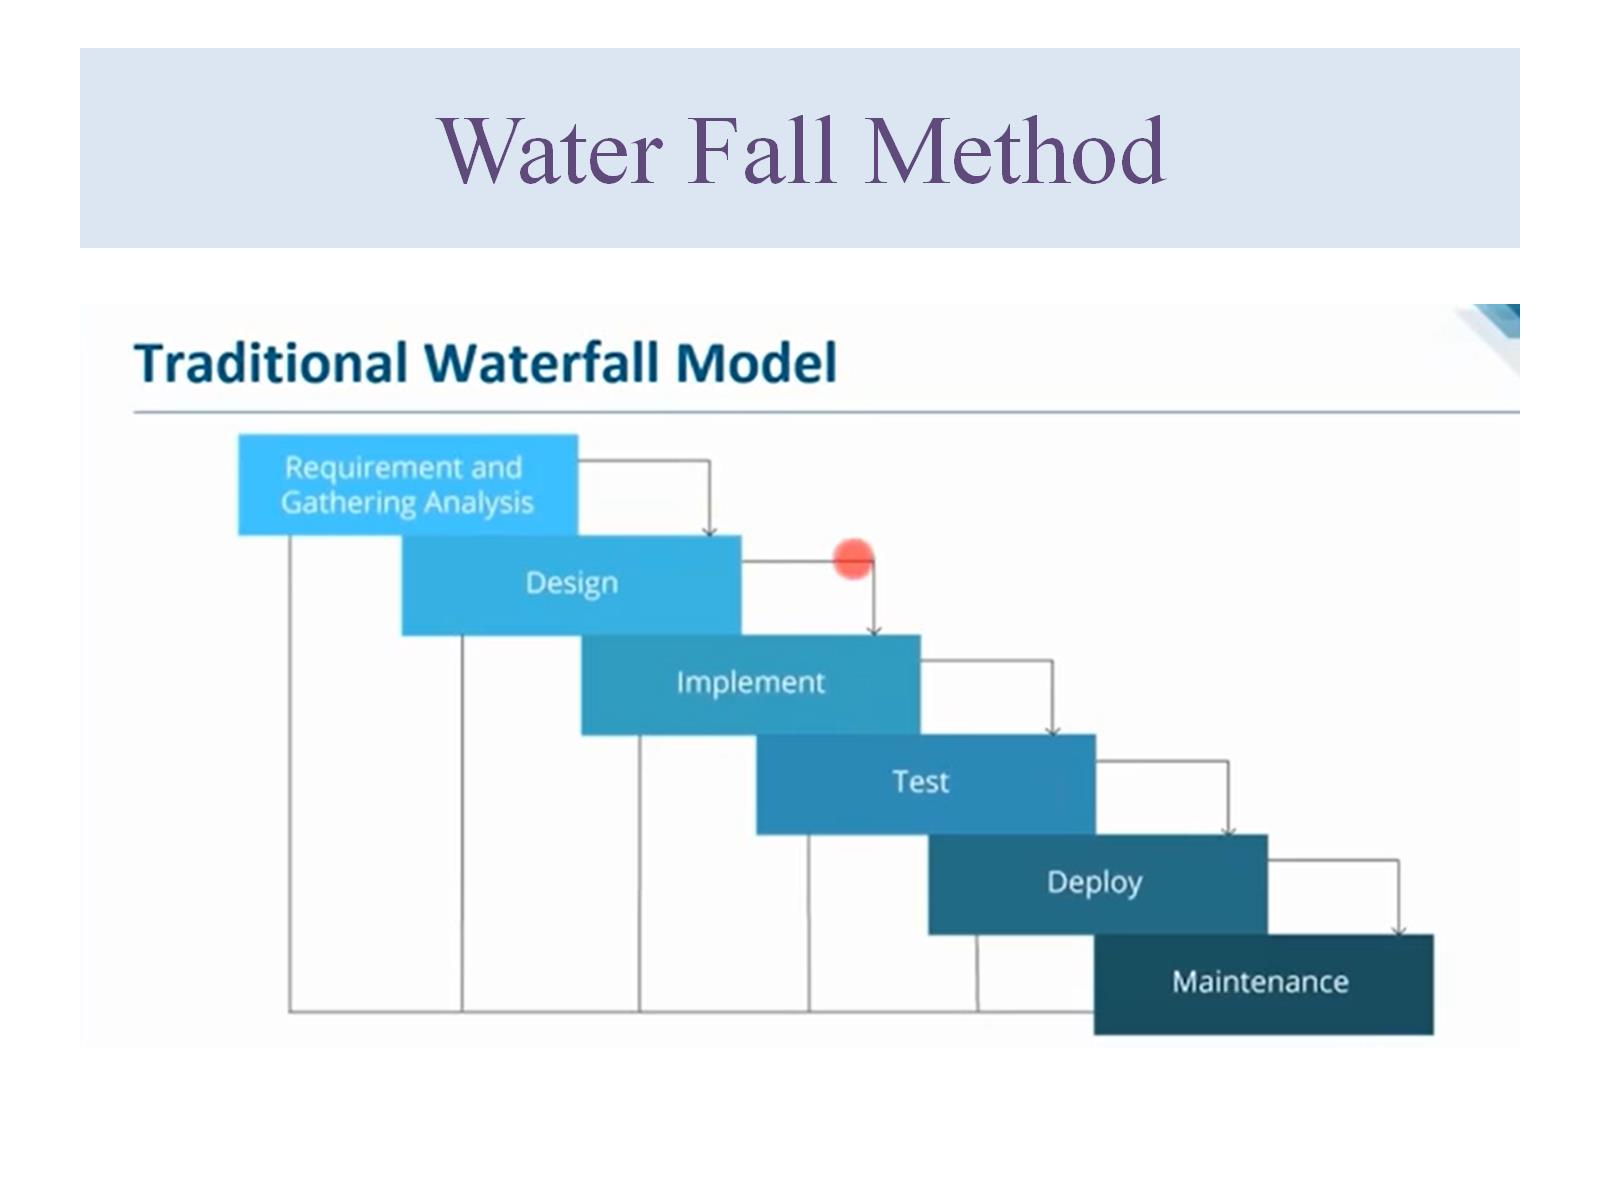 Water Fall Method
Traditional Waterfall Model
Requirement and
Gathering Analysis
Design
Implement
Test
Deploy
Maintenance